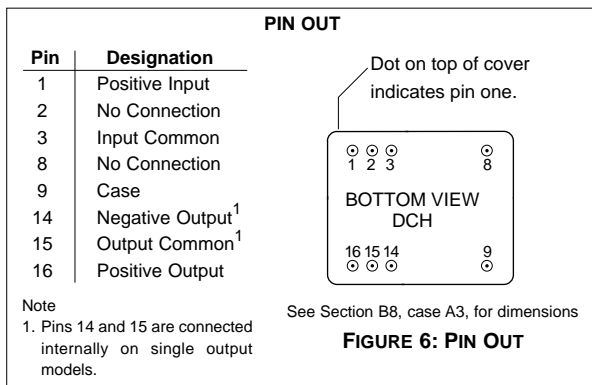 PIN OUT
Pin Designation
1 Positive Input
2 No Connection
3 Input Common
8 No Connection
9 Case
14 Negative Output1
15 Output Common1
16 Positive Output
Note
1. Pins 14 and 15 are connected
internally on single output
models.
Dot on top of cover
indicates pin one.
1 2 3 8
BOTTOM VIEW
DCH
16 15 14 9
See Section B8, case A3, for dimensions
FIGURE 6: PIN OUT